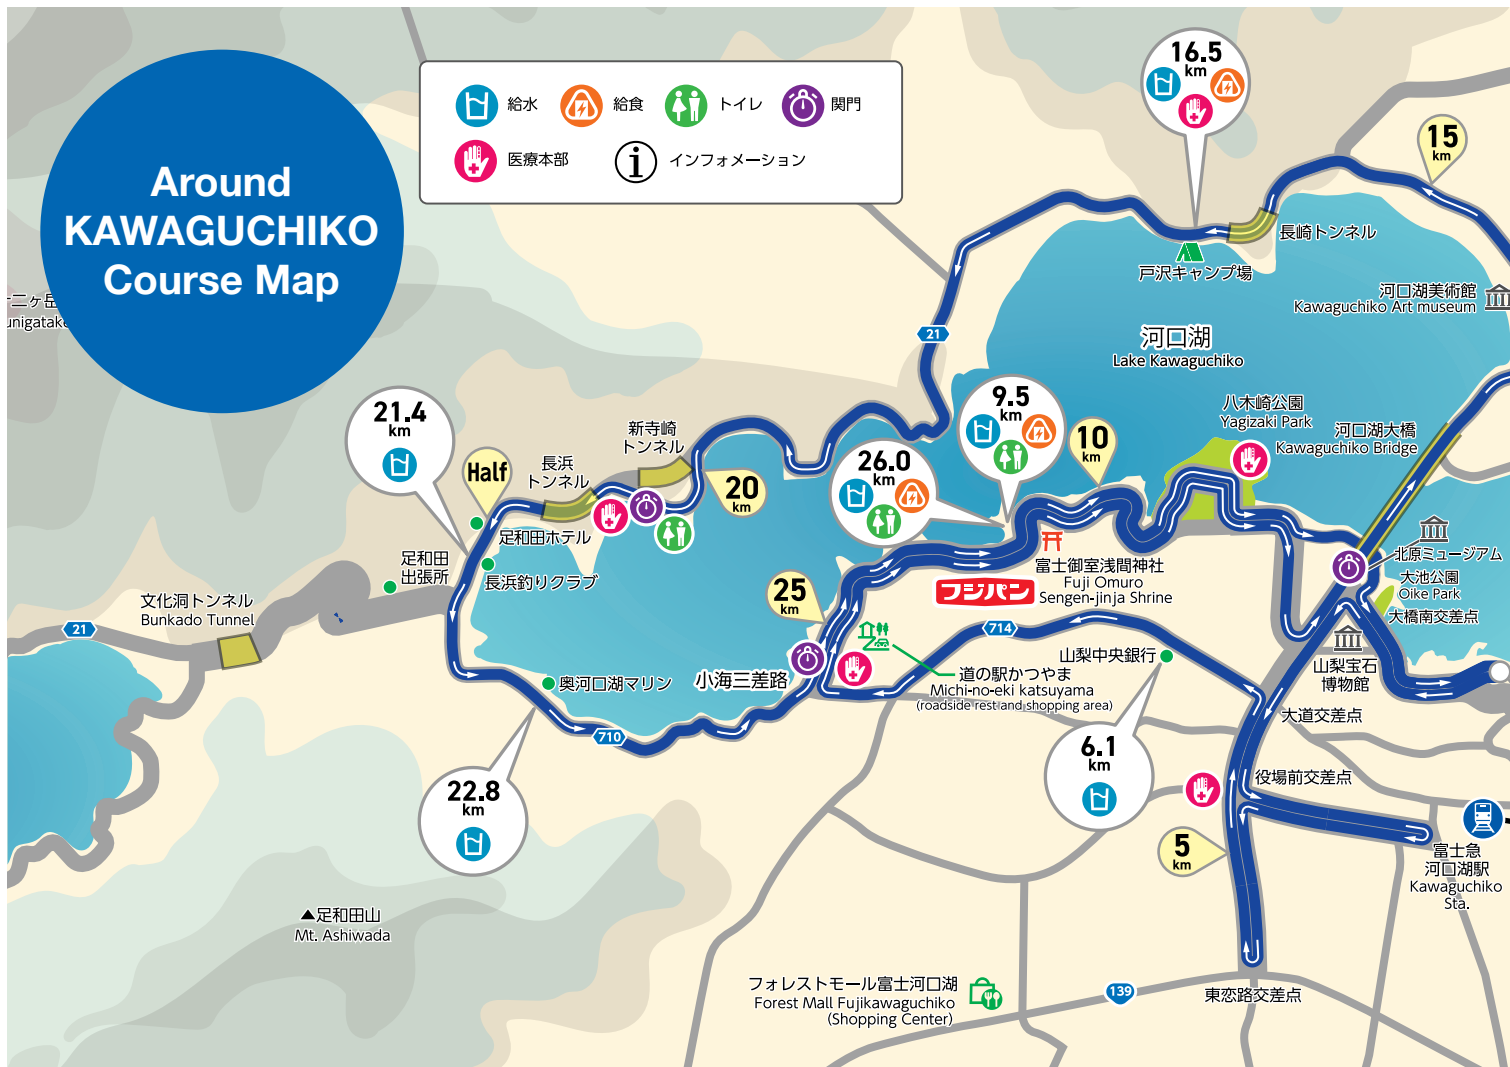 Around
KAWAGUCHIKO
Course Map
給水
給食
トイレ
関門
医療本部
インフォメーション
16.5
km
15
km
長崎トンネル
戸沢キャンプ場
河口湖美術館
Kawaguchiko Art museum
二ヶ岳
unigatake
21
河口湖
Lake Kawaguchiko
21.4
km
Half
新寺崎
トンネル
長浜
トンネル
9.5
km
10
km
八木崎公園
Yagizaki Park
河口湖大橋
Kawaguchiko Bridge
26.0
km
20
km
足和田ホテル
足和田
出張所
長浜釣りクラブ
文化洞トンネル
Bunkado Tunnel
21
25
km
富士御室浅間神社
Fuji Omuro
Sengen-jinja Shrine
フジパン
北原ミュージアム
大池公園
Oike Park
大橋南交差点
714
山梨中央銀行
山梨宝石
博物館
小海三差路
道の駅かつやま
Michi-no-eki katsuyama
(roadside rest and shopping area)
奥河口湖マリン
710
大道交差点
6.1
km
22.8
km
役場前交差点
5
km
富士急
河口湖駅
Kawaguchiko
Sta.
足和田山
Mt. Ashiwada
フォレストモール富士河口湖
Forest Mall Fujikawaguchiko
(Shopping Center)
139
東恋路交差点